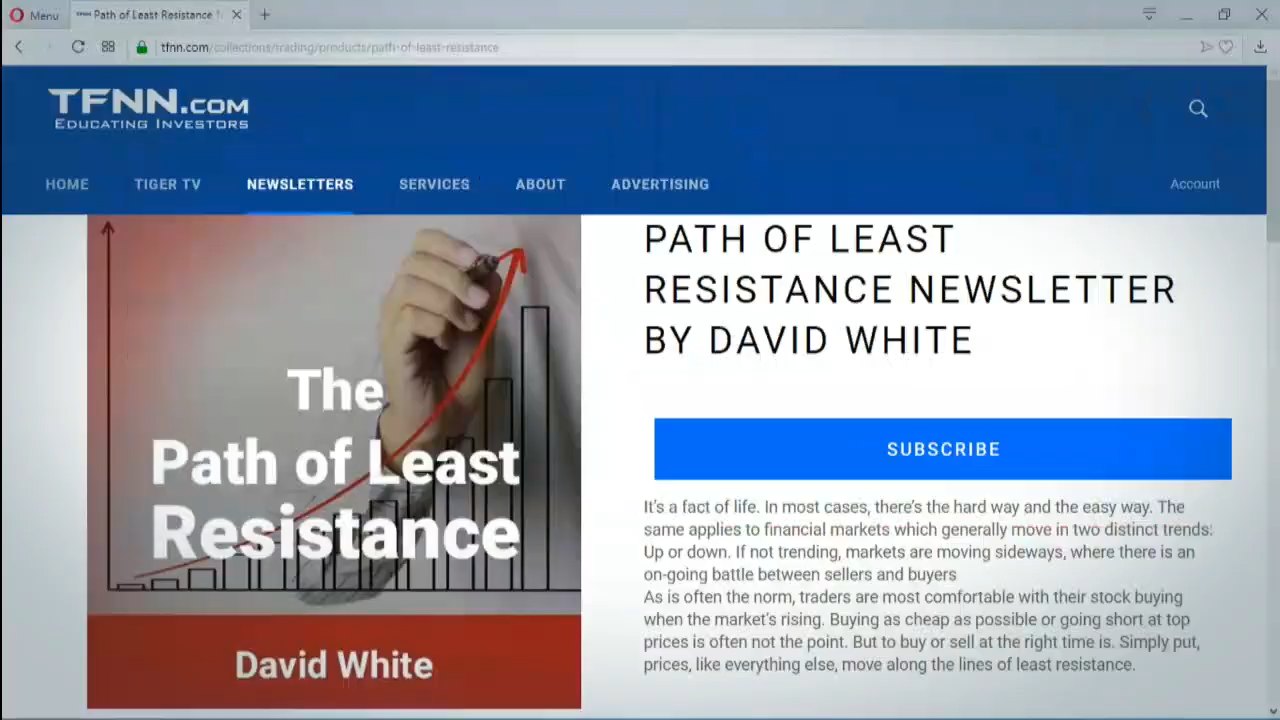 Menu
Path of Least Resistance
tfnn.com/collections/trading/products/path-of-least-resistance
TFNN.COM
EDUCATING INVESTORS
HOME TIGER TV NEWSLETTERS SERVICES ABOUT ADVERTISING Account
The
Path of Least
Resistance
David White
PATH OF LEAST
RESISTANCE NEWSLETTER
BY DAVID WHITE
SUBSCRIBE
It's a fact of life. In most cases, there's the hard way and the easy way. The
same applies to financial markets which generally move in two distinct trends:
Up or down. If not trending, markets are moving sideways, where there is an
on-going battle between sellers and buyers
As is often the norm, traders are most comfortable with their stock buying
when the market's rising. Buying as cheap as possible or going short at top
prices is often not the point. But to buy or sell at the right time is. Simply put,
prices, like everything else, move along the lines of least resistance.